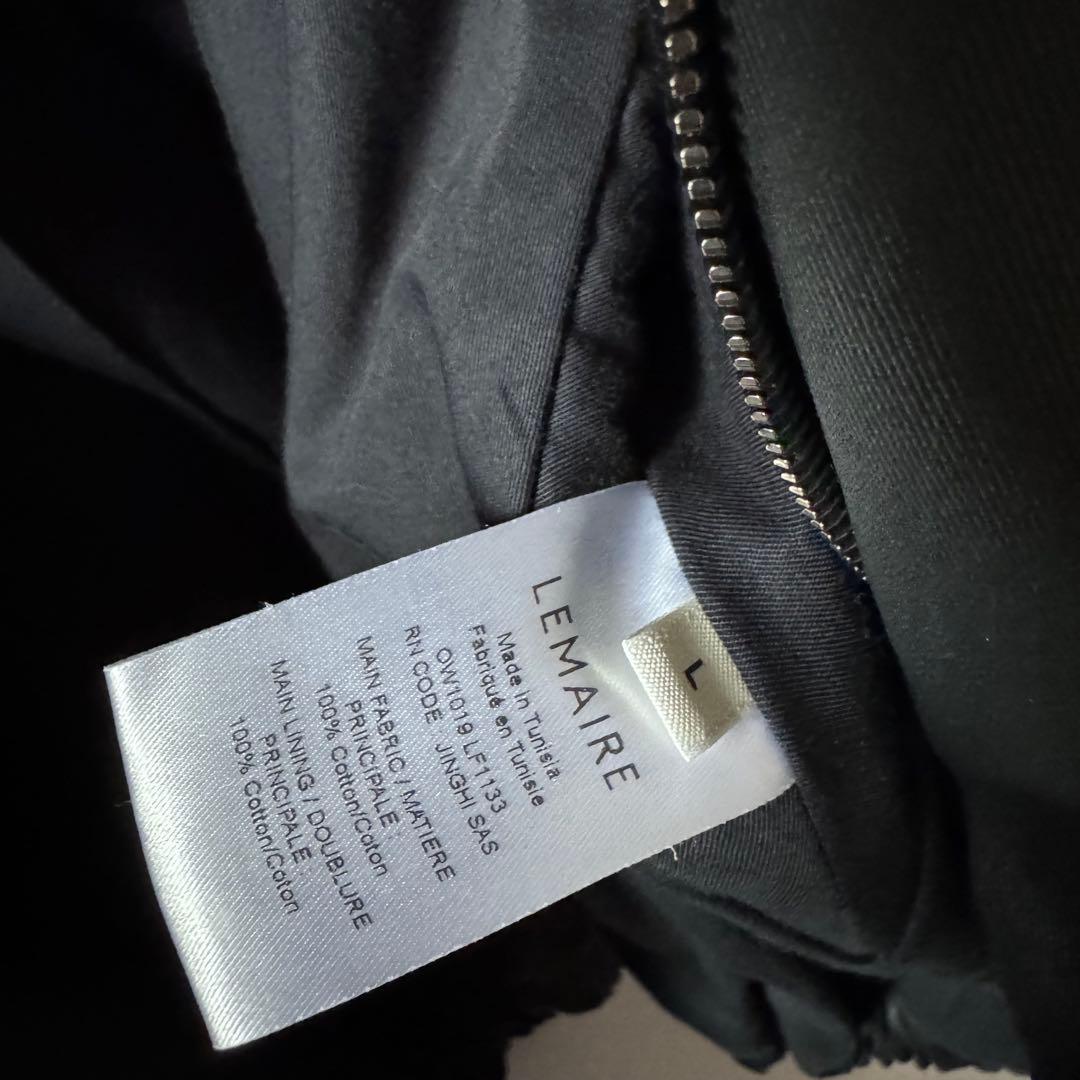 L
LEMAIRE
Made in Tunisia
Fabriqué en Tunisie
OW1019 LF1133
RN CODE : JINGHI SAS
MAIN FABRIC / MATIERE
PRINCIPALE :
100% Cotton/Coton
MAIN LINING / DOUBLURE
PRINCIPALE :
100% Cotton/Coton